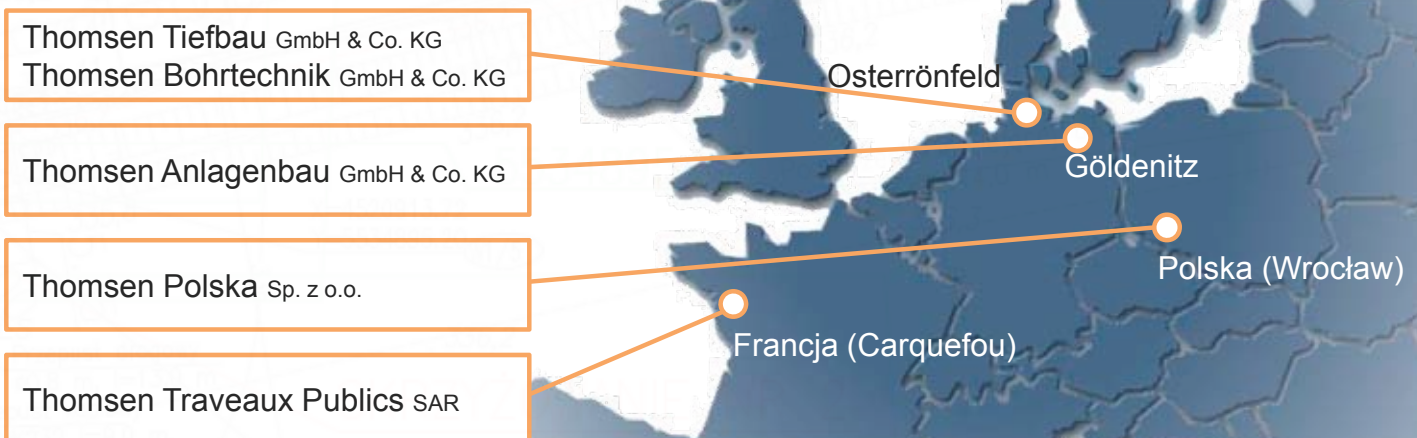 Thomsen Tiefbau GmbH & Co. KG
Thomsen Bohrtechnik GmbH & Co. KG
Osterrönfeld
Thomsen Anlagenbau GmbH & Co. KG
Göldenitz
Thomsen Polska Sp. z o.o.
Polska (Wrocław)
Francja (Carquefou)
Thomsen Traveaux Publics SAR